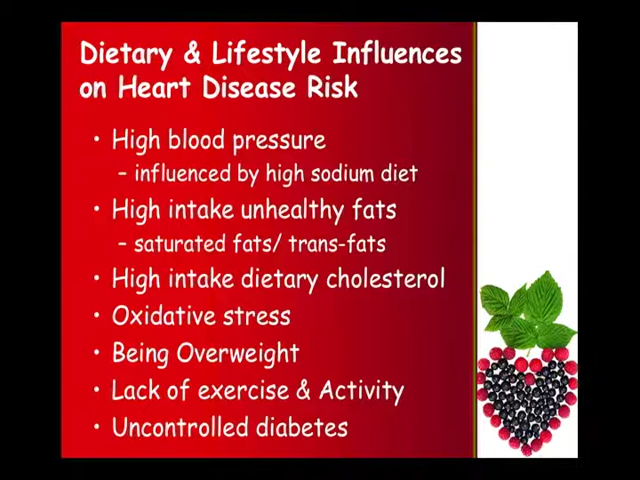 Dietary & Lifestyle Influences
on Heart Disease Risk
• High blood pressure
– influenced by high sodium diet
• High intake unhealthy fats
– saturated fats/ trans-fats
• High intake dietary cholesterol
• Oxidative stress
• Being Overweight
• Lack of exercise & Activity
• Uncontrolled diabetes